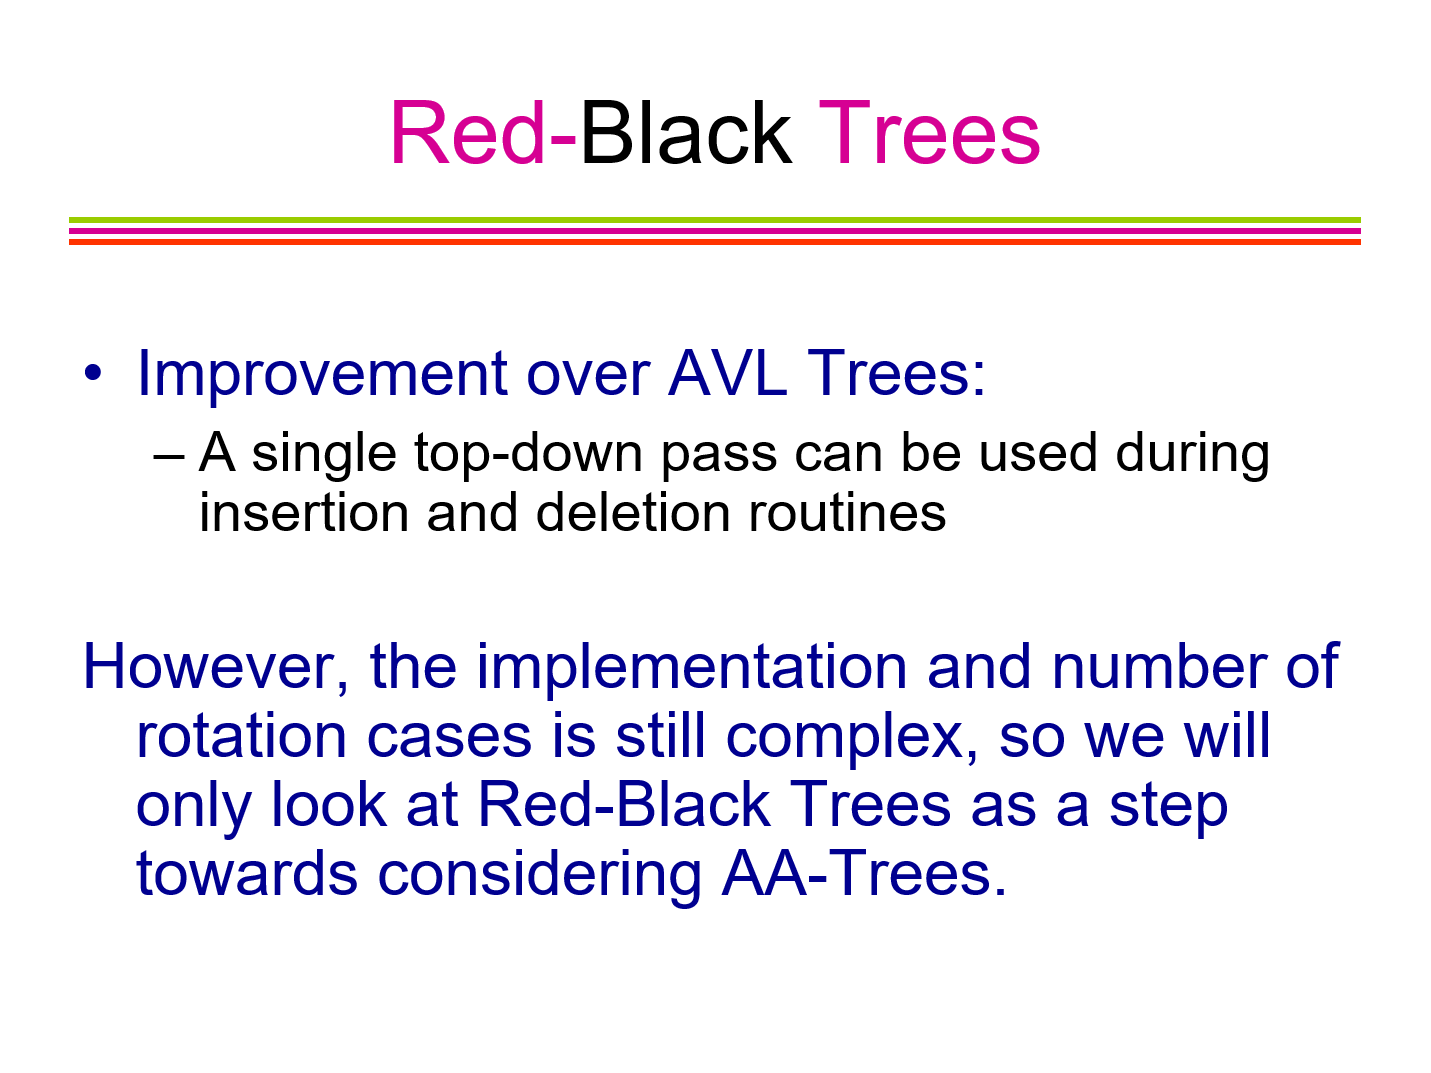 Red-Black Trees
• Improvement over AVL Trees:
– A single top-down pass can be used during
insertion and deletion routines
However, the implementation and number of
rotation cases is still complex, so we will
only look at Red-Black Trees as a step
towards considering AA-Trees.